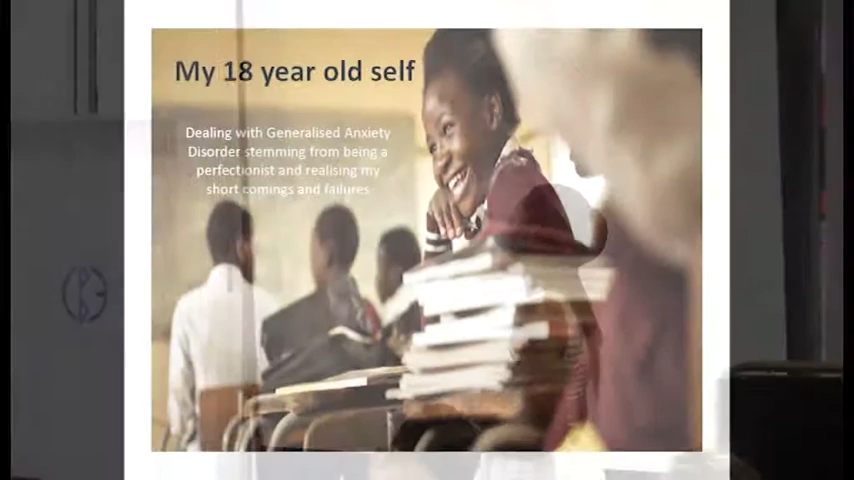 My 18 year old self
Dealing with Generalised Anxiety
Disorder stemming from being a
perfectionist and realising my
short comings and failures